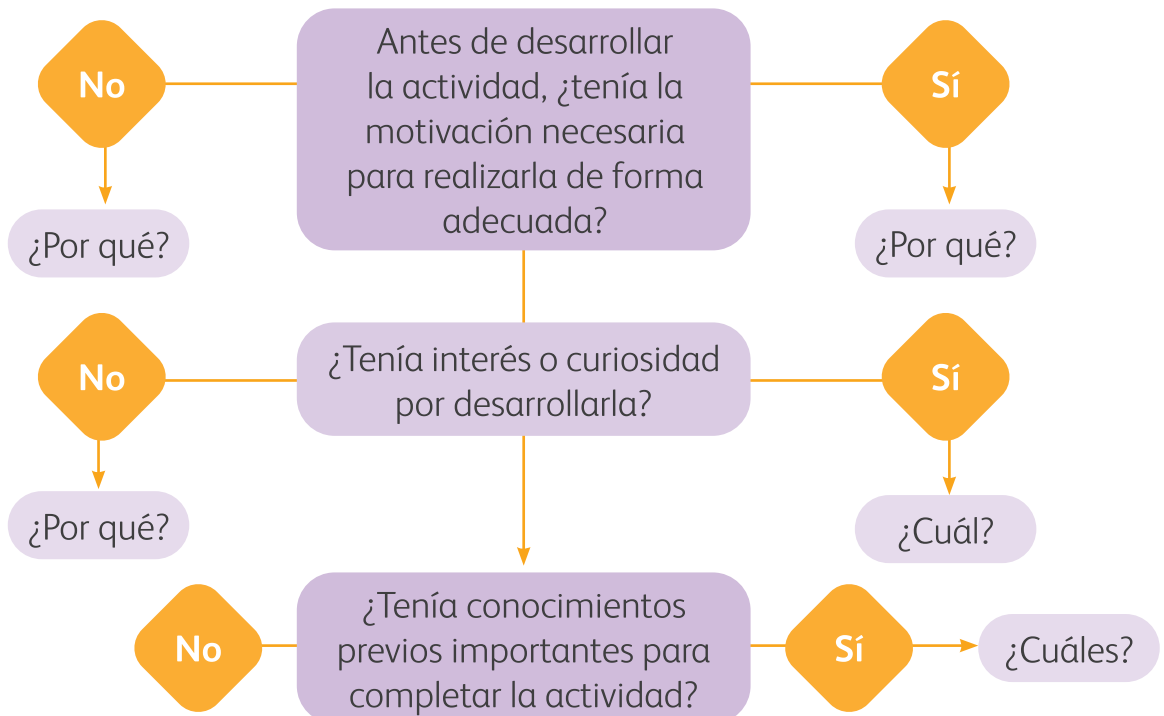 Antes de desarrollar
la actividad, ¿tenía la
motivación necesaria
para realizarla de forma
adecuada?
No
Sí
¿Por qué?
¿Por qué?
¿Tenía interés o curiosidad
por desarrollarla?
No
Sí
¿Por qué?
¿Cuál?
¿Tenía conocimientos
previos importantes para
completar la actividad?
No
Sí
¿Cuáles?